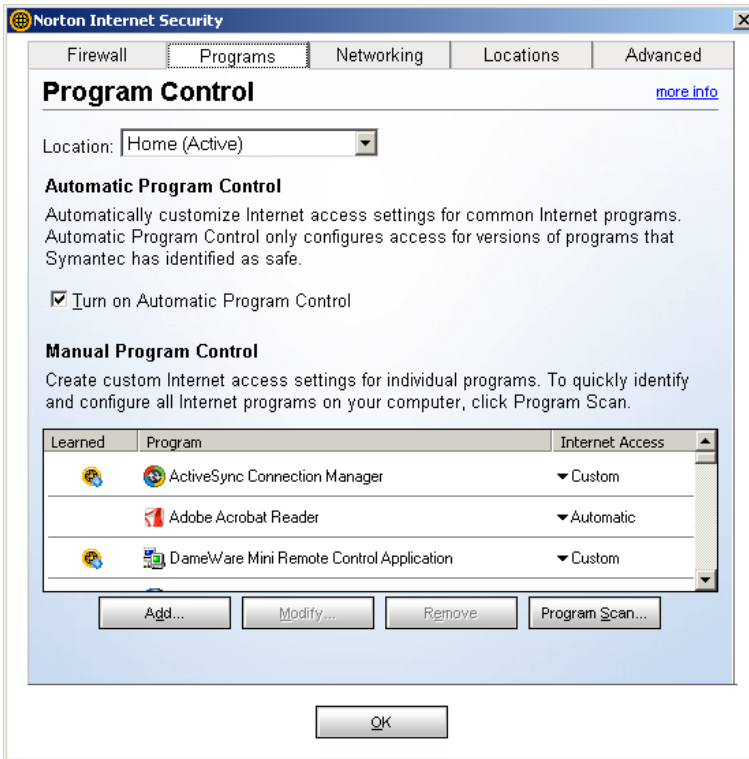 Norton Internet Security
Firewall Programs Networking Locations Advanced
Program Control more info
Location: Home (Active)
Automatic Program Control
Automatically customize Internet access settings for common Internet programs.
Automatic Program Control only configures access for versions of programs that
Symantec has identified as safe.
Turn on Automatic Program Control
Manual Program Control
Create custom Internet access settings for individual programs. To quickly identify
and configure all Internet programs on your computer, click Program Scan.
Learned Program Internet Access
ActiveSync Connection Manager Custom
Adobe Acrobat Reader Automatic
DameWare Mini Remote Control Application Custom
Add... Modify... Remove Program Scan...
OK